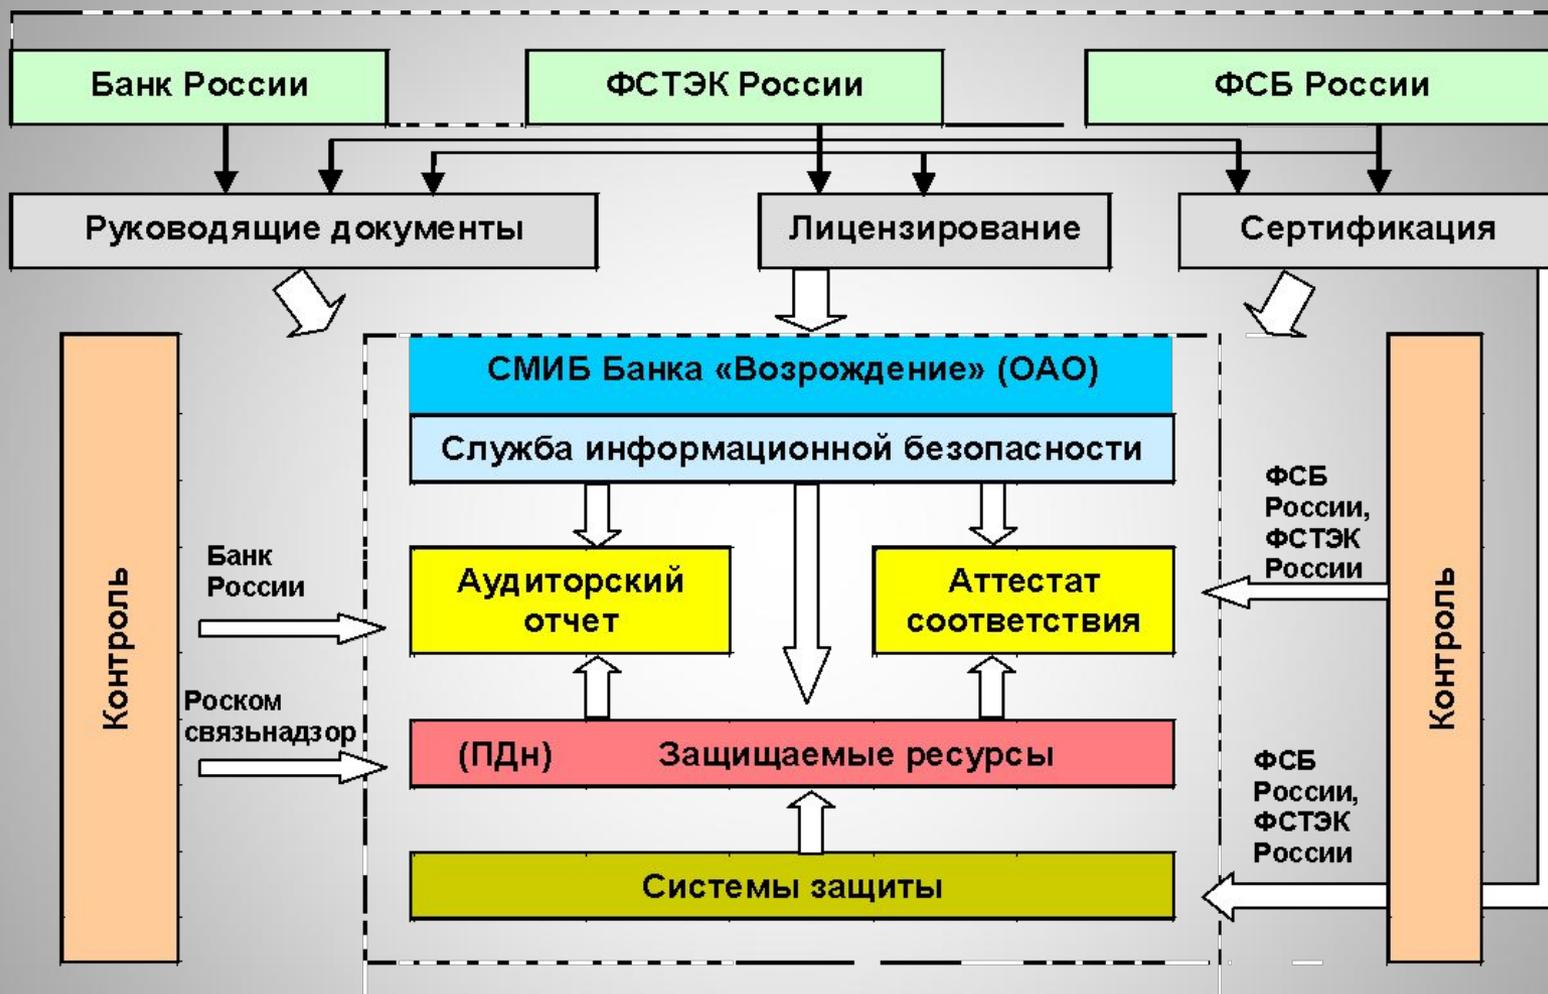 Банк России
ФСТЭК России
ФСБ России
Руководящие документы
Лицензирование
Сертификация
СМИБ Банка «Возрождение» (ОАО)
Служба информационной безопасности
Контроль
Банк
России
Роском
связьнадзор
Аудиторский
отчет
Аттестат
соответствия
ФСБ
России,
ФСТЭК
России
Контроль
(ПДн) Защищаемые ресурсы
ФСБ
России,
ФСТЭК
России
Системы защиты